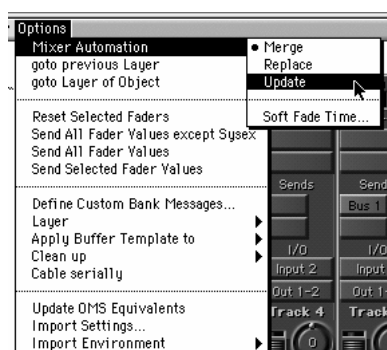 Options
Mixer Automation
goto previous Layer
goto Layer of Object
Reset Selected Faders
Send All Fader Values except Sysex
Send All Fader Values
Send Selected Fader Values
Define Custom Bank Messages...
Layer
Apply Buffer Template to
Clean up
Cable serially
Update OMS Equivalents
Import Settings...
Import Environment
Merge
Replace
Update
Soft Fade Time...
Sends
Send
Bus 1
I/O
I/O
Input 2
Input
Out 1-2
Out 1-
Track 4
Track
0